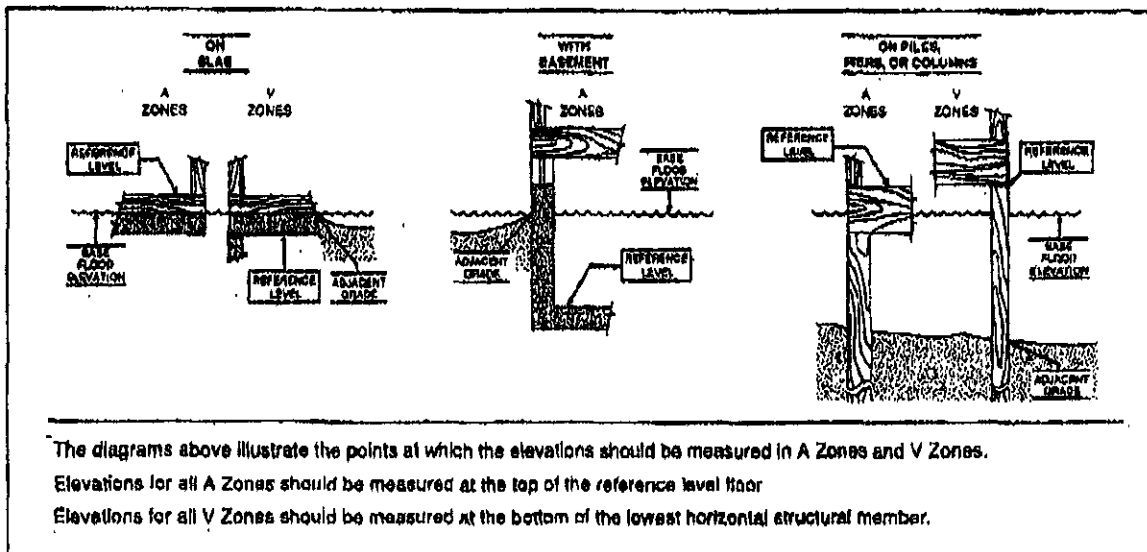 ON
SLAB
WITH
BASEMENT
ON PILES,
PIERS, OR COLUMNS
A
ZONES
V
ZONES
A
ZONES
A
ZONES
V
ZONES
REFERENCE
LEVEL
BASE
FLOOD
ELEVATION
REFERENCE
LEVEL
ADJACENT
GRADE
BASE
FLOOD
ELEVATION
ADJACENT
GRADE
REFERENCE
LEVEL
REFERENCE
LEVEL
REFERENCE
LEVEL
BASE
FLOOD
ELEVATION
ADJACENT
GRADE
The diagrams above illustrate the points at which the elevations should be measured in A Zones and V Zones.
Elevations for all A Zones should be measured at the top of the reference level floor
Elevations for all V Zones should be measured at the bottom of the lowest horizontal structural member.